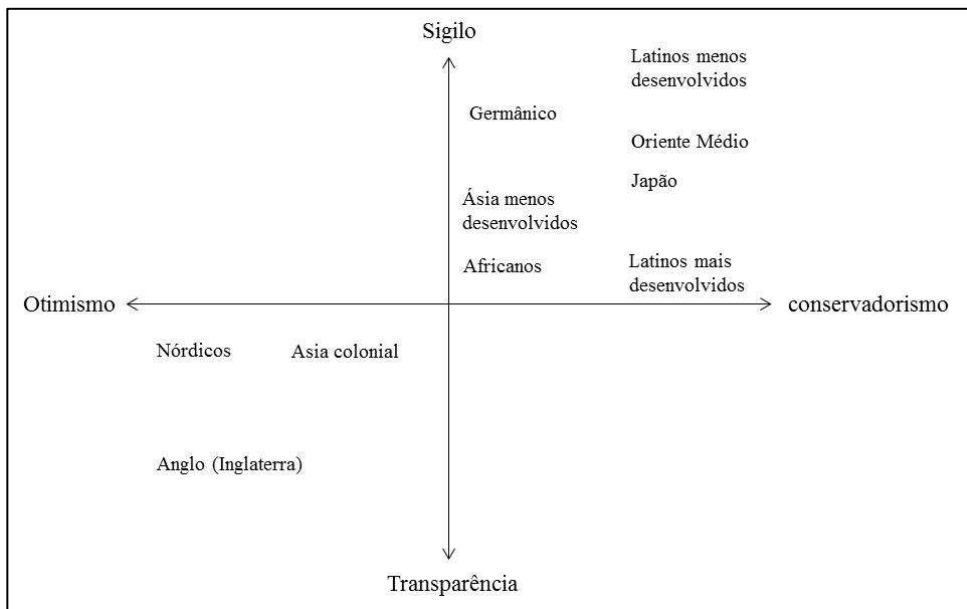 Sigilo
Latinos menos
desenvolvidos
Germânico
Oriente Médio
Japão
Ásia menos
desenvolvidos
Africanos
Latinos mais
desenvolvidos
Otimismo
conservadorismo
Nórdicos
Asia colonial
Anglo (Inglaterra)
Transparência